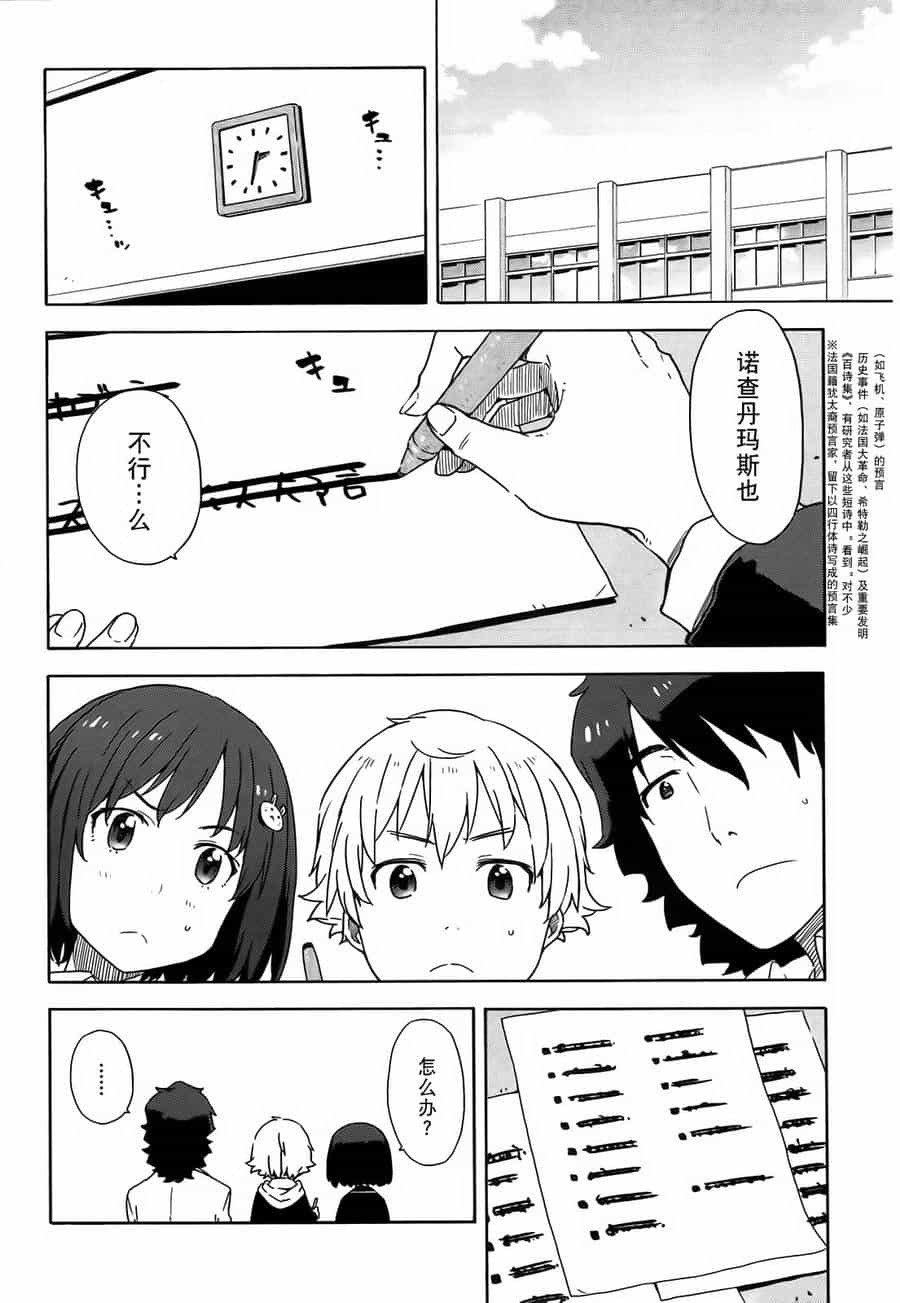 キュ…
キュ……ッ
諾查丹玛斯也
不行…么
キュ
※法国籍犹太裔预言家，留下以四行体诗写成的预言集
《百诗集》，有研究者从这些短诗中"看到"对不少
历史事件（如法国大革命、希特勒之崛起）及重要发明
（如飞机、原子弹）的预言
怎么办？
……